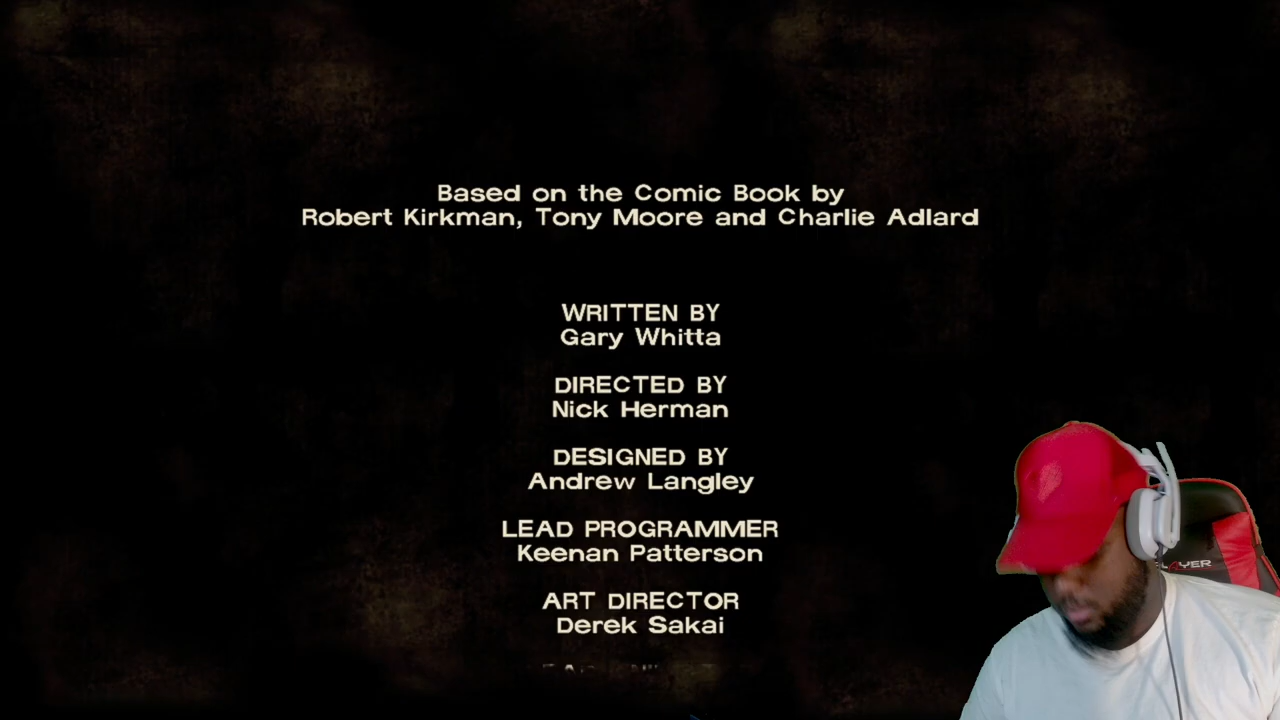 Based on the Comic Book by
Robert Kirkman, Tony Moore and Charlie Adlard
WRITTEN BY
Gary Whitta
DIRECTED BY
Nick Herman
DESIGNED BY
Andrew Langley
LEAD PROGRAMMER
Keenan Patterson
ART DIRECTOR
Derek Sakai